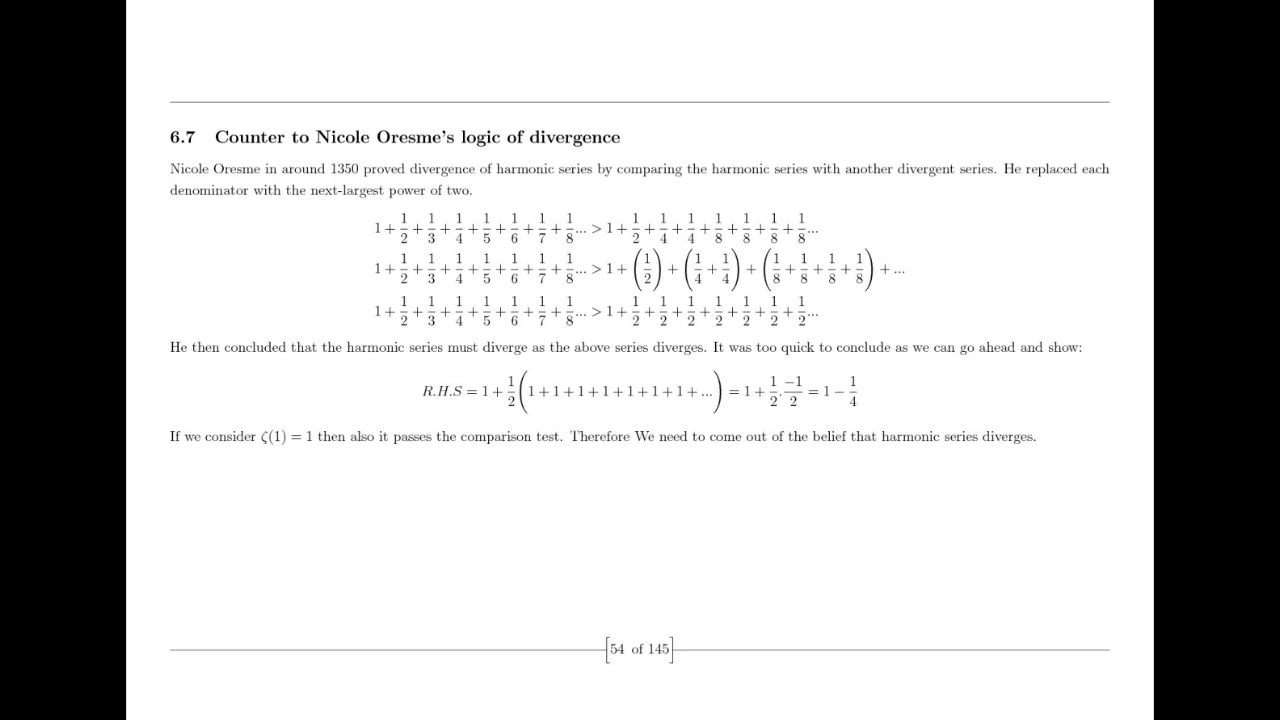 6.7 Counter to Nicole Oresme's logic of divergence
Nicole Oresme in around 1350 proved divergence of harmonic series by comparing the harmonic series with another divergent series. He replaced each
denominator with the next-largest power of two.
1 + 1/2 + 1/3 + 1/4 + 1/5 + 1/6 + 1/7 + 1/8 ... > 1 + 1/2 + 1/4 + 1/4 + 1/8 + 1/8 + 1/8 + 1/8 ...
1 + 1/2 + 1/3 + 1/4 + 1/5 + 1/6 + 1/7 + 1/8 ... > 1 + (1/2) + (1/4 + 1/4) + (1/8 + 1/8 + 1/8 + 1/8) + ...
1 + 1/2 + 1/3 + 1/4 + 1/5 + 1/6 + 1/7 + 1/8 ... > 1 + 1/2 + 1/2 + 1/2 + 1/2 + 1/2 + 1/2 + 1/2 ...
He then concluded that the harmonic series must diverge as the above series diverges. It was too quick to conclude as we can go ahead and show:
R.H.S = 1 + 1/2 (1 + 1 + 1 + 1 + 1 + 1 + 1 + ...) = 1 + 1/2 . -1/2 = 1 - 1/4
If we consider ζ(1) = 1 then also it passes the comparison test. Therefore We need to come out of the belief that harmonic series diverges.
[54 of 145]